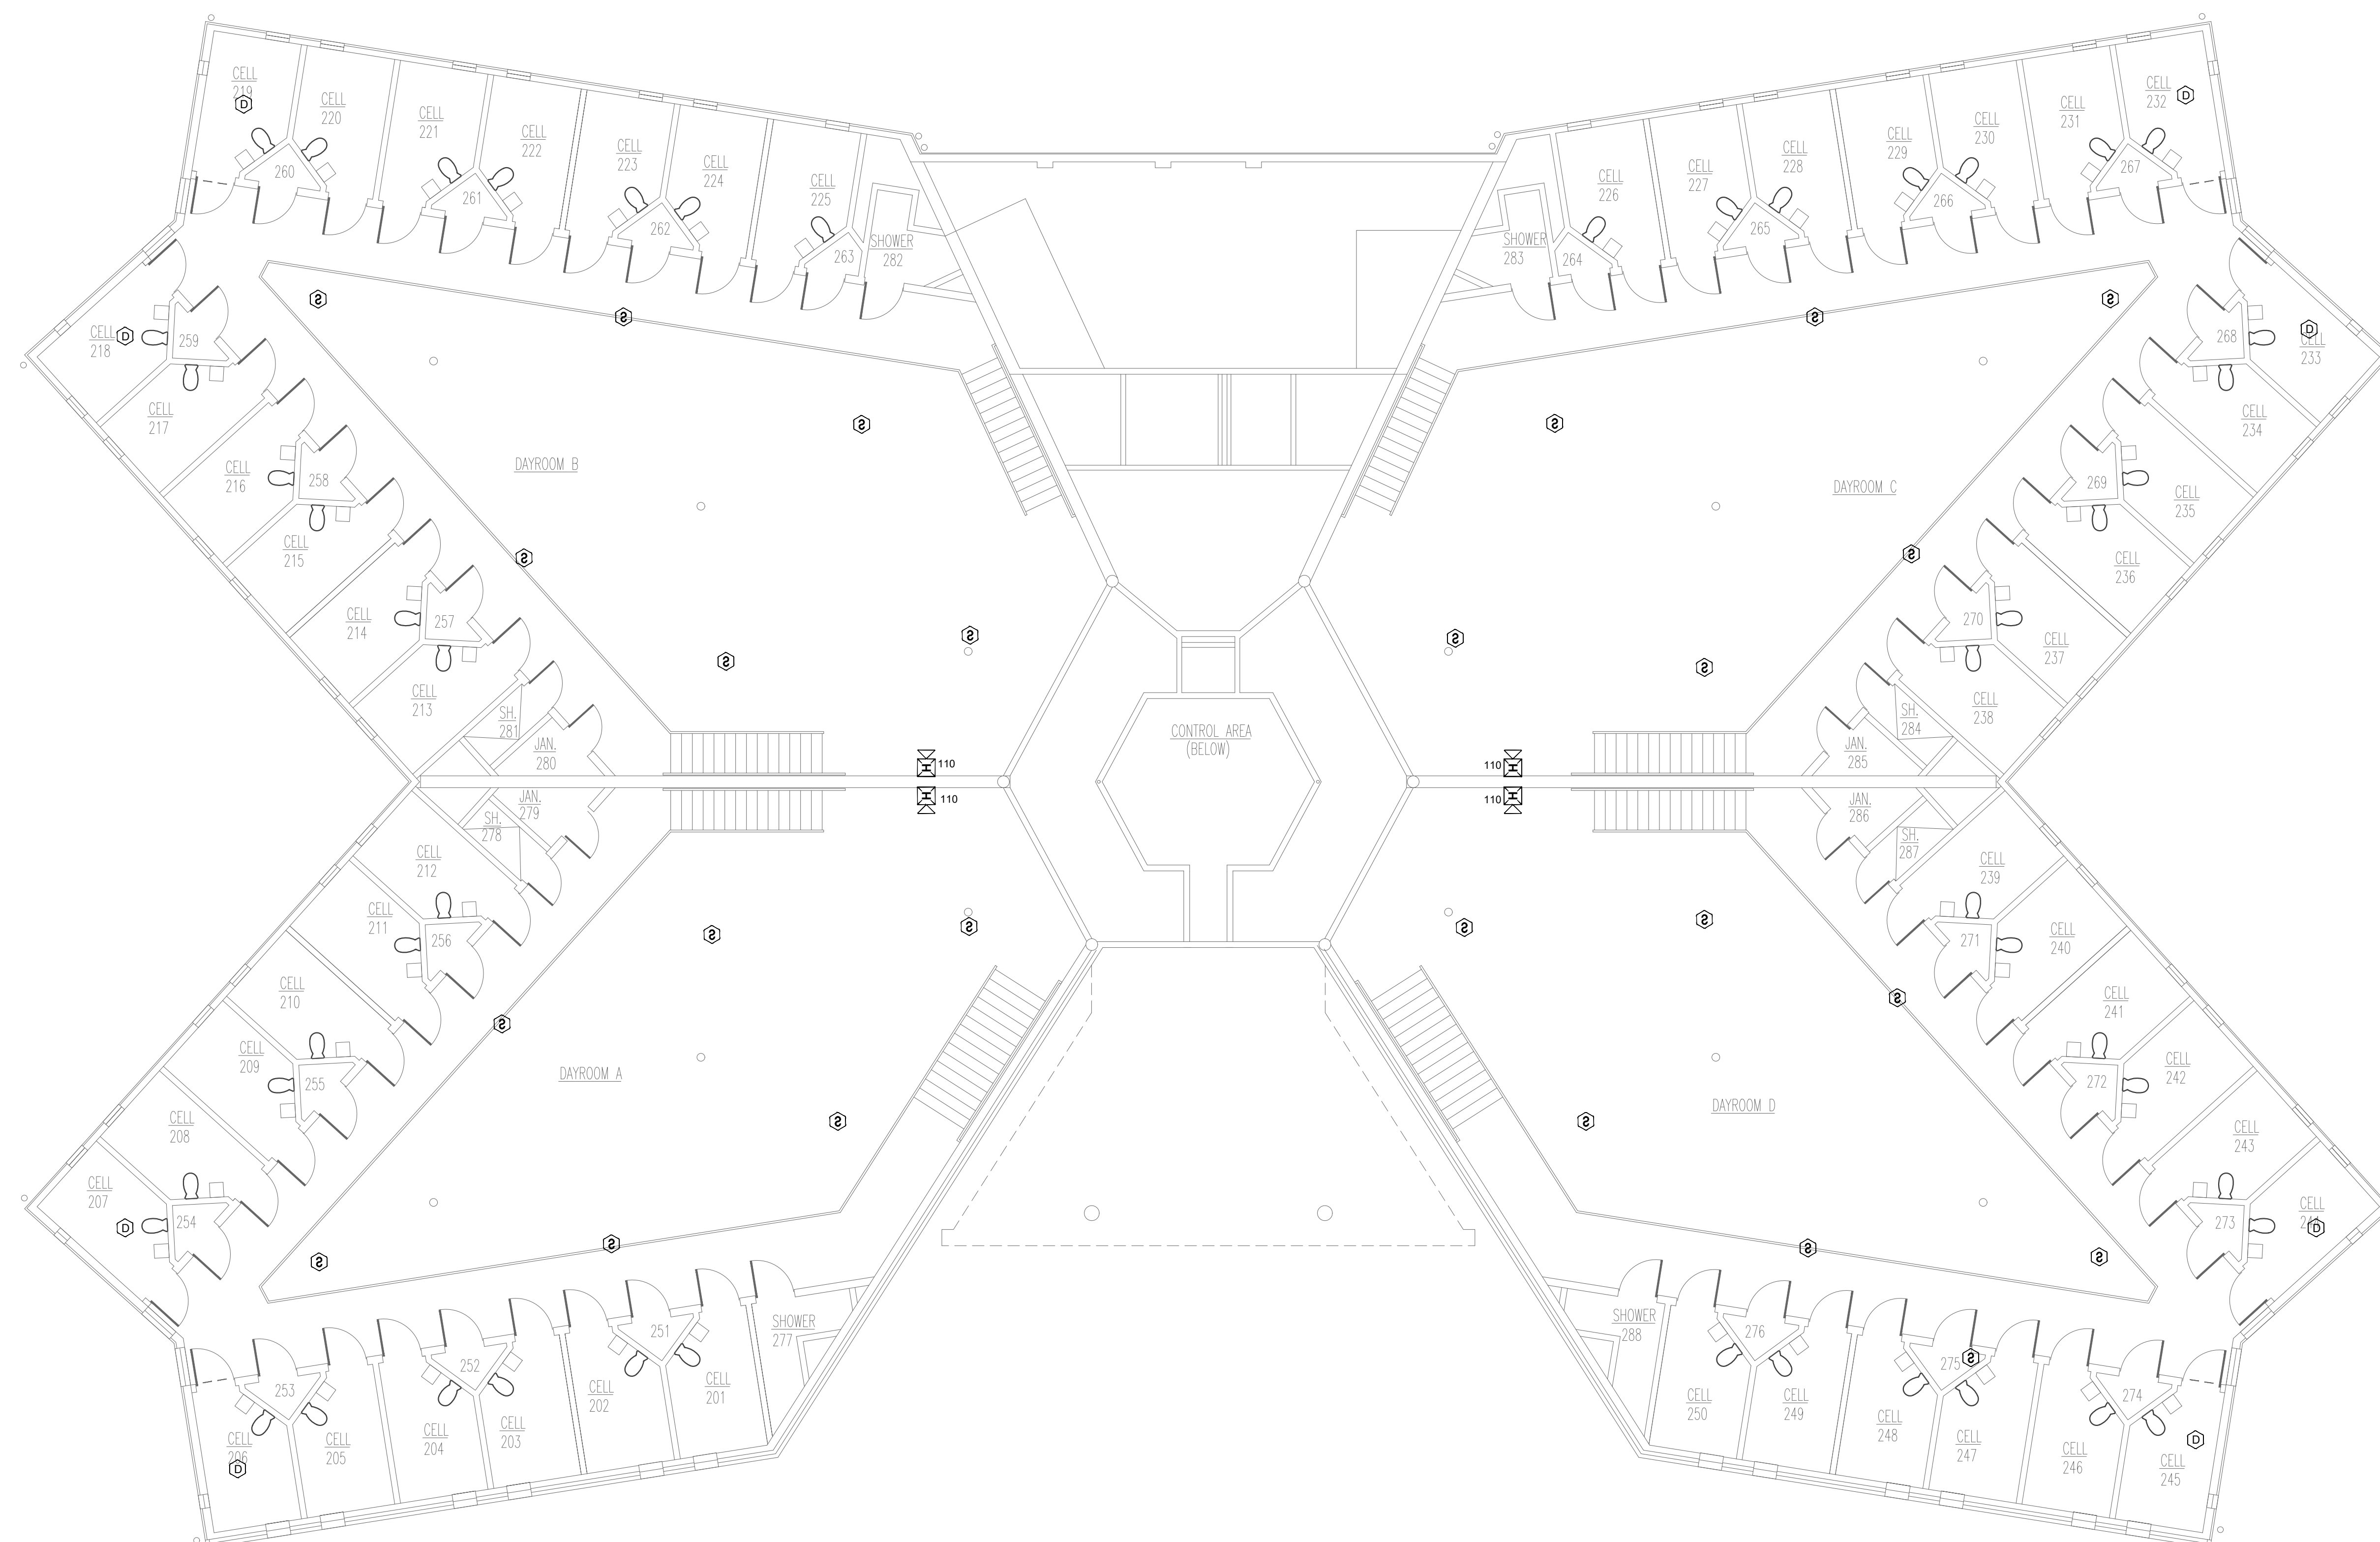 CELL
219
CELL
220
CELL
221
CELL
222
CELL
223
CELL
224
CELL
225
CELL
226
CELL
227
CELL
228
CELL
229
CELL
230
CELL
231
CELL
232
D
D
260
261
262
263
SHOWER
282
SHOWER
283
264
265
266
267
CELL
218
D
259
S
S
S
S
268
D
CELL
233
CELL
217
S
S
CELL
234
DAYROOM B
DAYROOM C
CELL
216
258
269
CELL
235
CELL
215
S
S
CELL
236
CELL
214
257
270
CELL
237
S
S
S
S
CELL
213
SH.
281
JAN.
280
CONTROL AREA
(BELOW)
JAN.
285
SH.
284
CELL
238
H
110
110
H
H
110
110
H
JAN.
279
SH.
278
JAN.
286
SH.
287
CELL
212
CELL
239
CELL
211
256
S
S
S
S
271
CELL
240
CELL
210
S
S
CELL
241
CELL
209
255
DAYROOM A
DAYROOM D
272
CELL
242
CELL
208
S
S
CELL
243
CELL
207
D
254
S
S
S
S
273
CELL
D
253
252
251
SHOWER
277
SHOWER
288
276
275
S
274
CELL
206
D
CELL
205
CELL
204
CELL
203
CELL
202
CELL
201
CELL
250
CELL
249
CELL
248
CELL
247
CELL
246
CELL
245
D